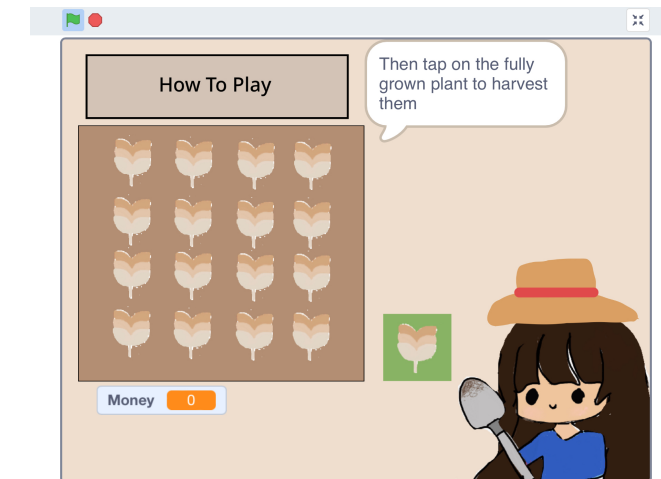 How To Play
Then tap on the fully
grown plant to harvest
them
Money 0